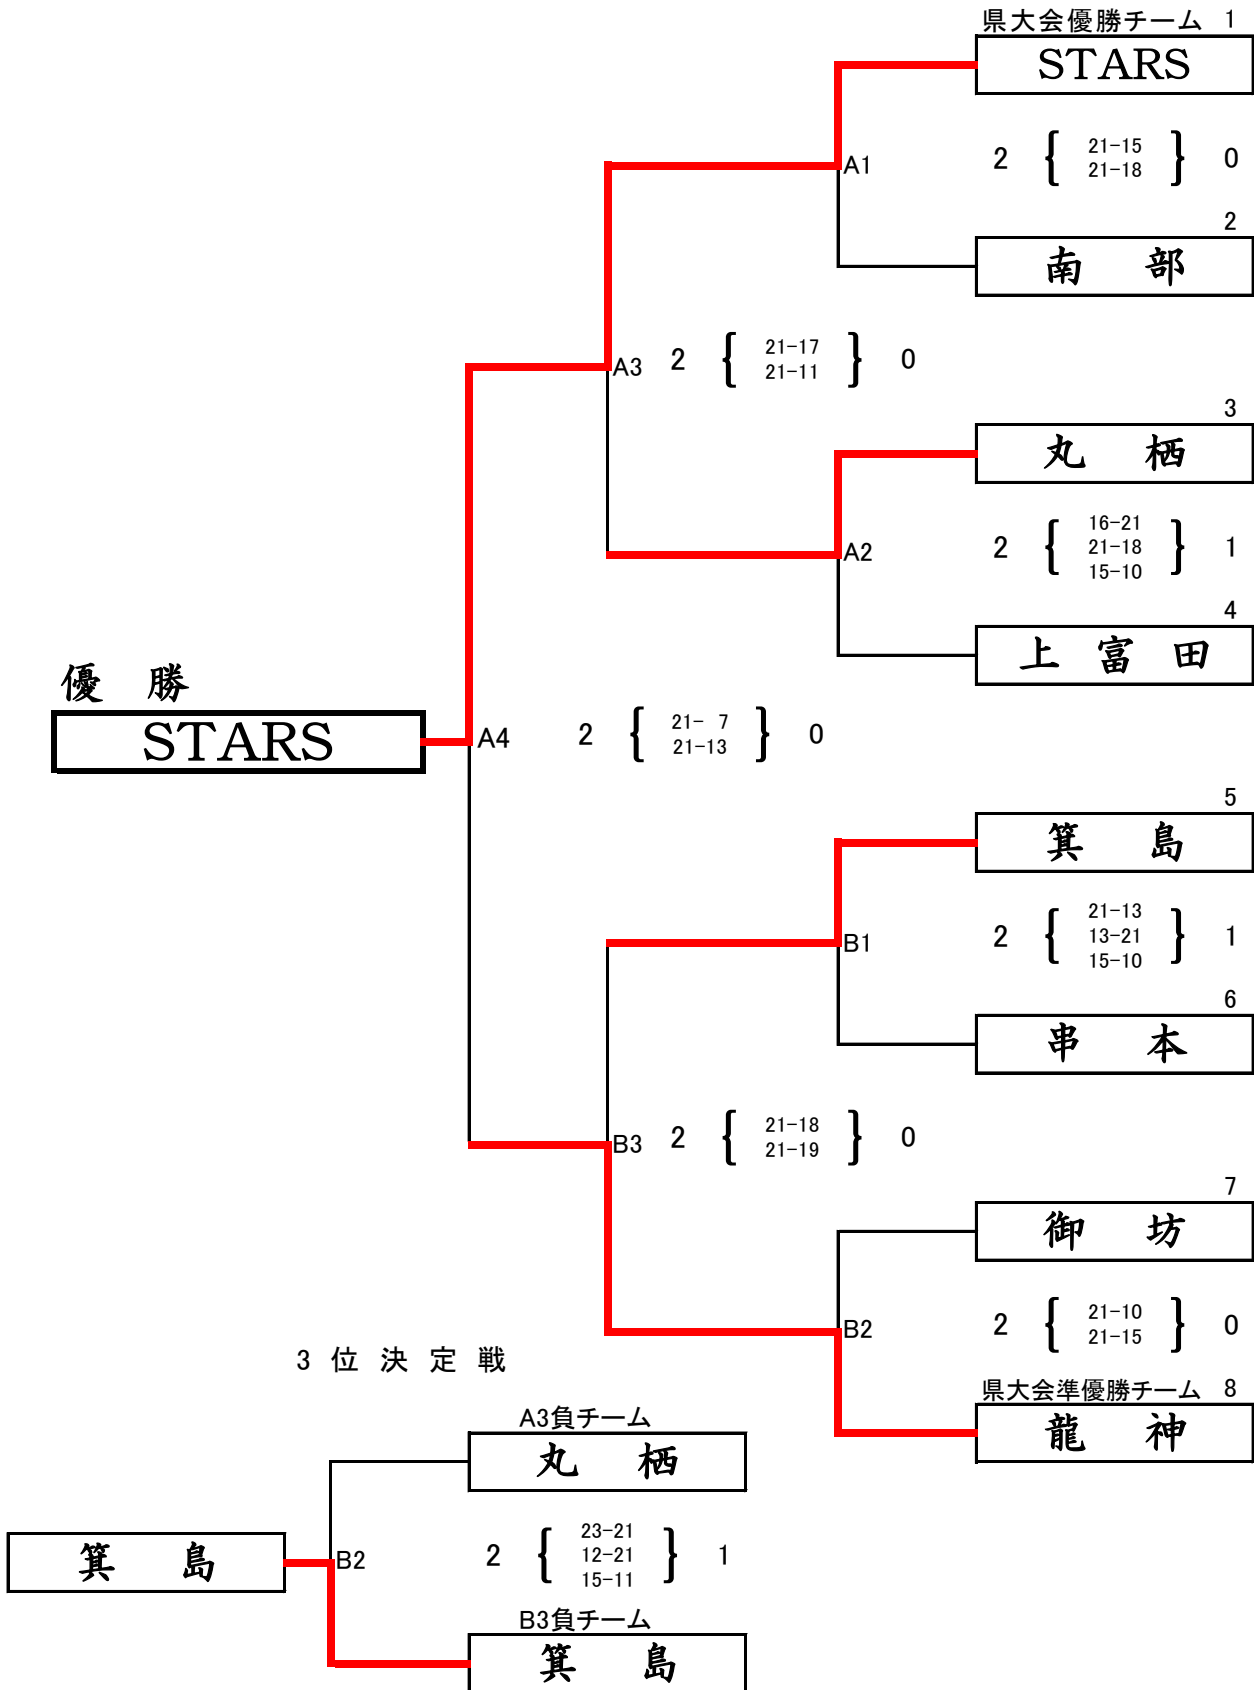 県大会優勝チーム 1
STARS
2 { 21-15 } 0
21-18
A1
2
南 部
A3 2 { 21-17 } 0
21-11
3
丸 栖
A2
2 { 16-21 } 1
21-18
15-10
4
上 富 田
優 勝
STARS
A4 2 { 21- 7 } 0
21-13
5
箕 島
B1
2 { 21-13 } 1
13-21
15-10
6
串 本
B3 2 { 21-18 } 0
21-19
7
御 坊
B2
2 { 21-10 } 0
21-15
県大会準優勝チーム 8
龍 神
3 位 決 定 戦
A3負チーム
丸 栖
箕 島
B2 2 { 23-21 } 1
12-21
15-11
B3負チーム
箕 島